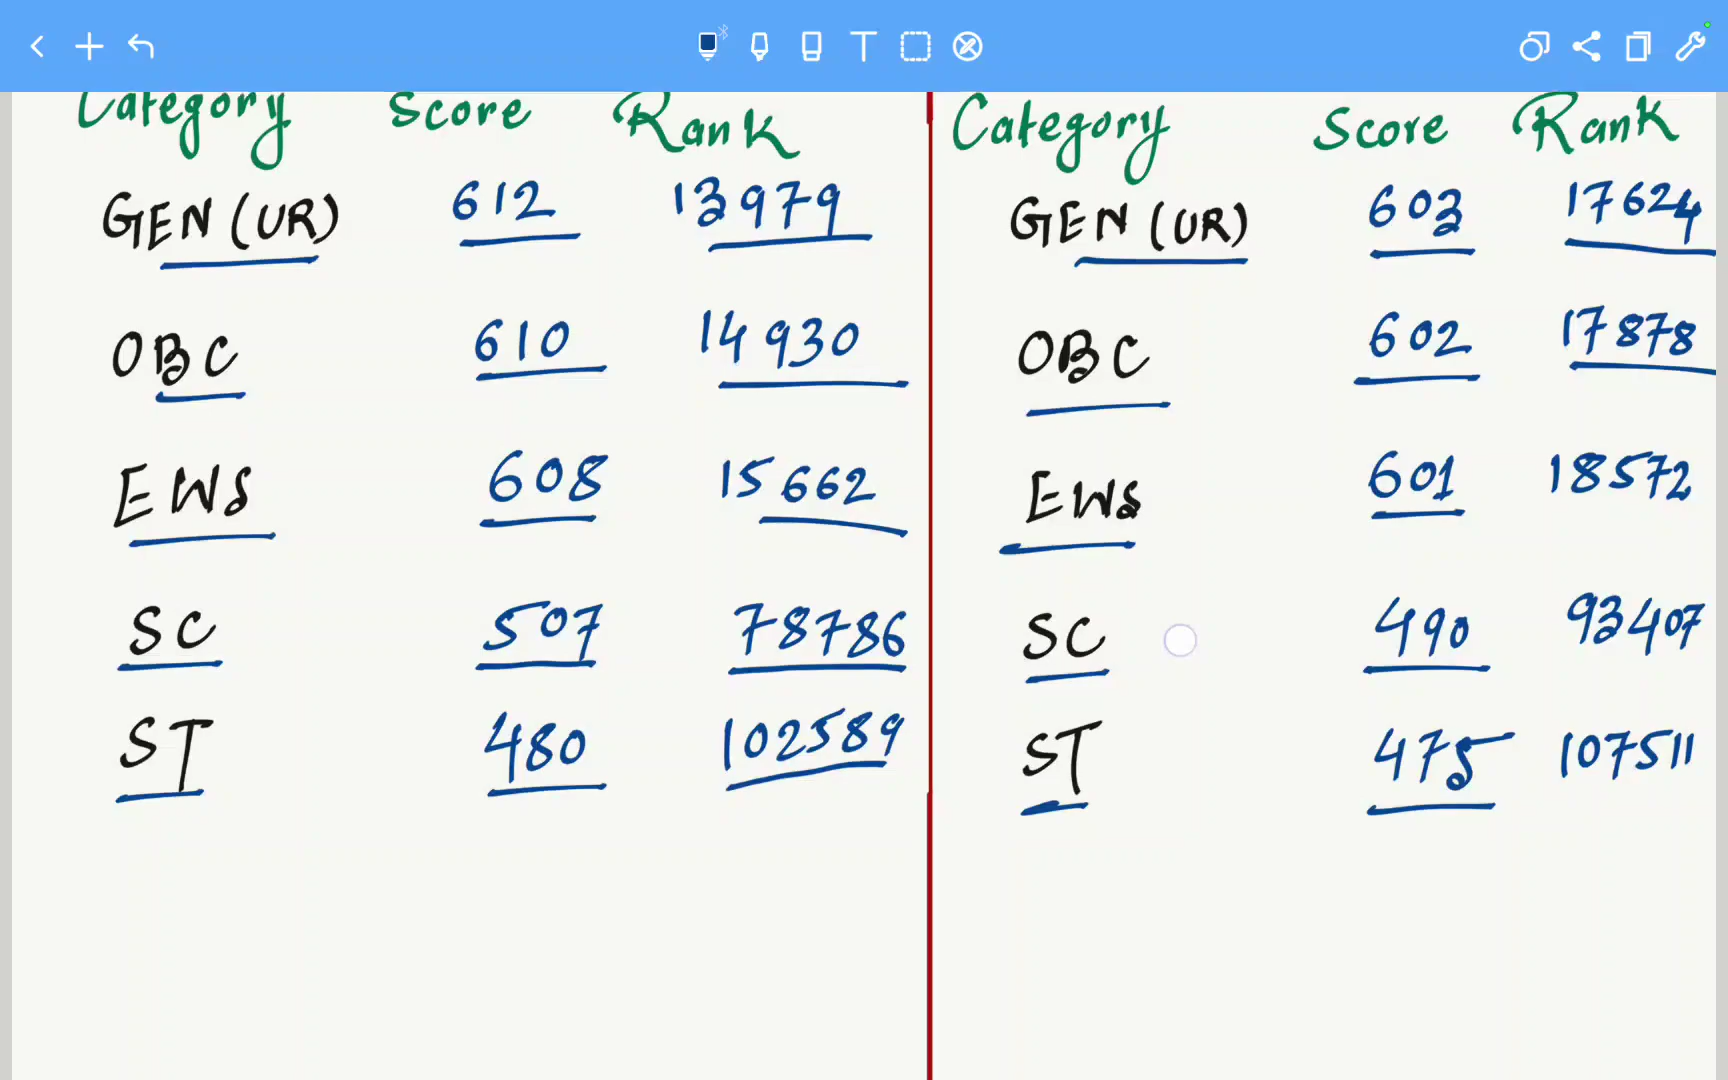 Category Score Rank
GEN (UR) 612 13979
OBC 610 14930
EWS 608 15662
SC 507 78786
ST 480 102589
Category Score Rank
GEN (UR) 603 17624
OBC 602 17878
EWS 601 18572
SC 490 93407
ST 475 107511